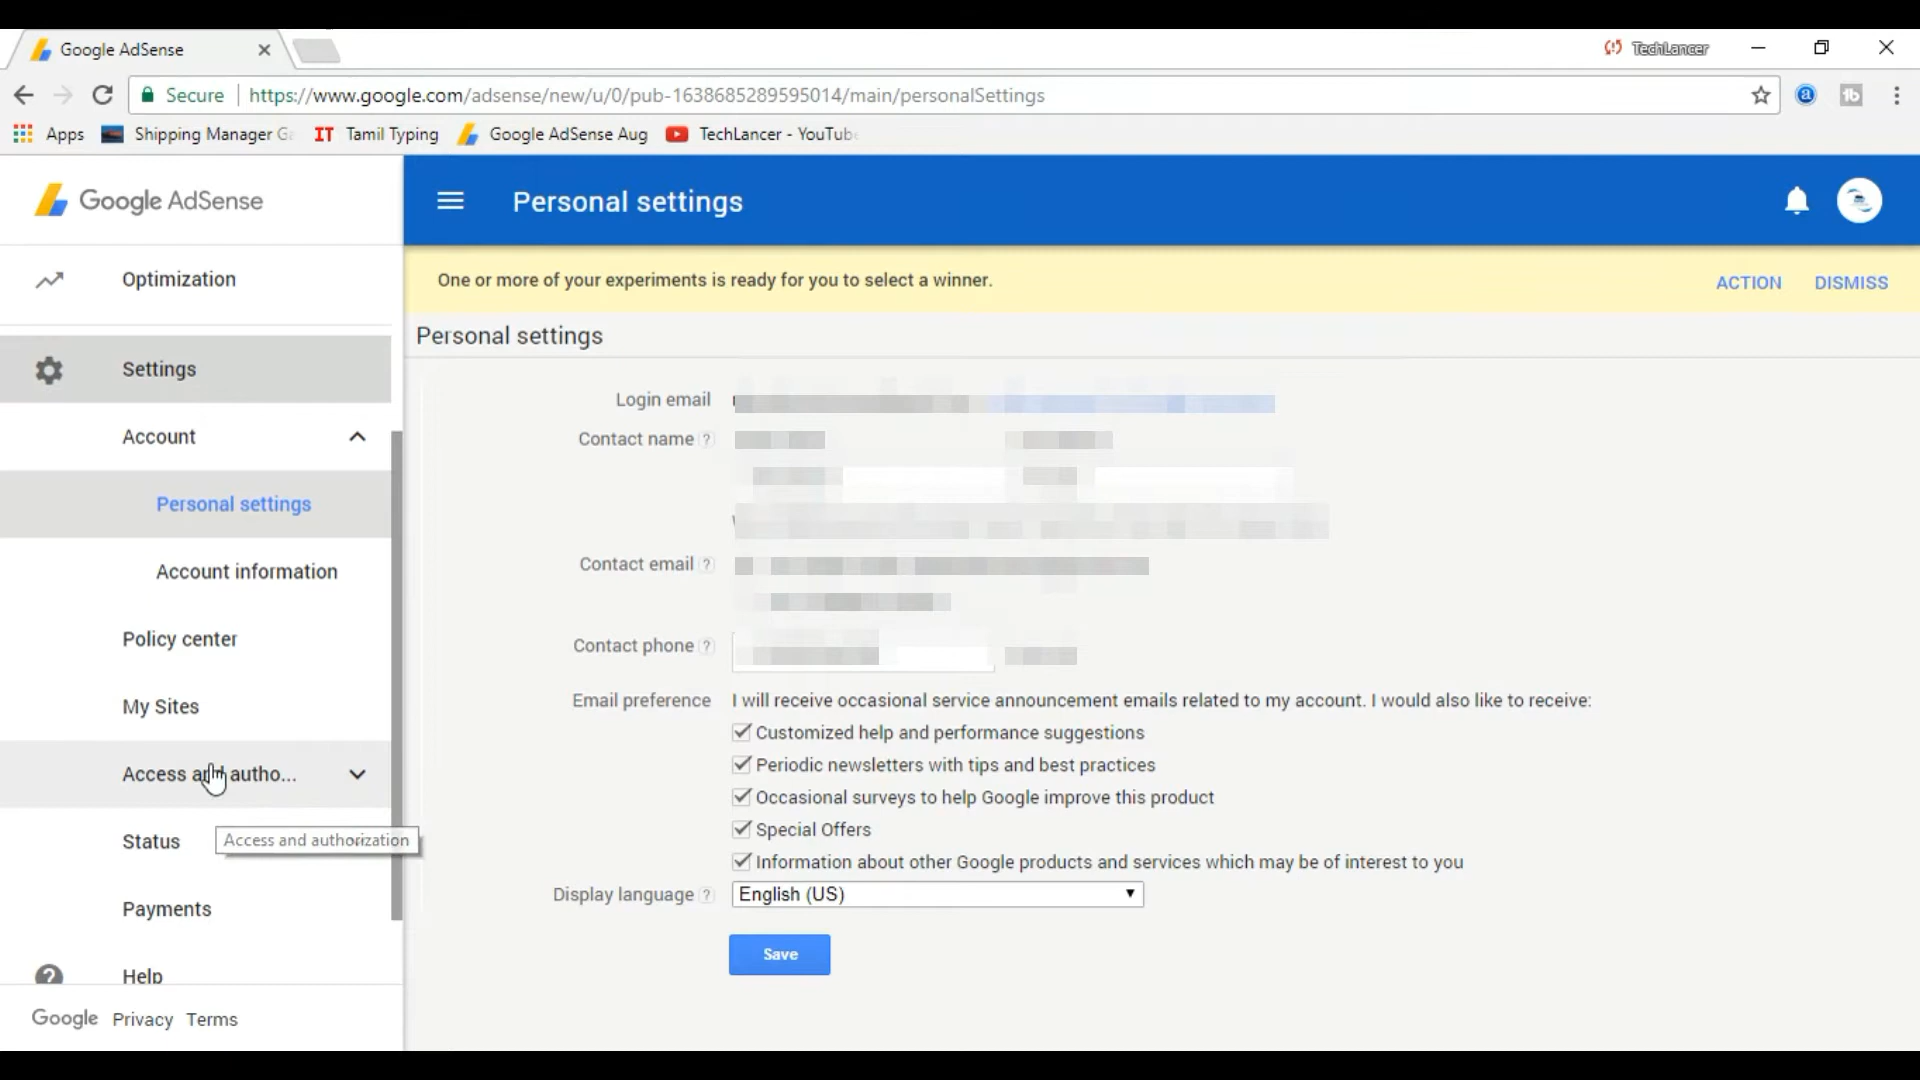 Google AdSense
TechLancer
Secure https://www.google.com/adsense/new/u/0/pub-1638685289595014/main/personalSettings
Apps Shipping Manager IT Tamil Typing Google AdSense Aug TechLancer - YouTube
Google AdSense
Personal settings
Optimization
One or more of your experiments is ready for you to select a winner.
ACTION DISMISS
Personal settings
Settings
Account
Personal settings
Account information
Policy center
My Sites
Access and autho...
Status
Access and authorization
Payments
Help
Google Privacy Terms
Login email
Contact name ?
Contact email ?
Contact phone ?
Email preference I will receive occasional service announcement emails related to my account. I would also like to receive:
Customized help and performance suggestions
Periodic newsletters with tips and best practices
Occasional surveys to help Google improve this product
Special Offers
Information about other Google products and services which may be of interest to you
Display language ? English (US)
Save